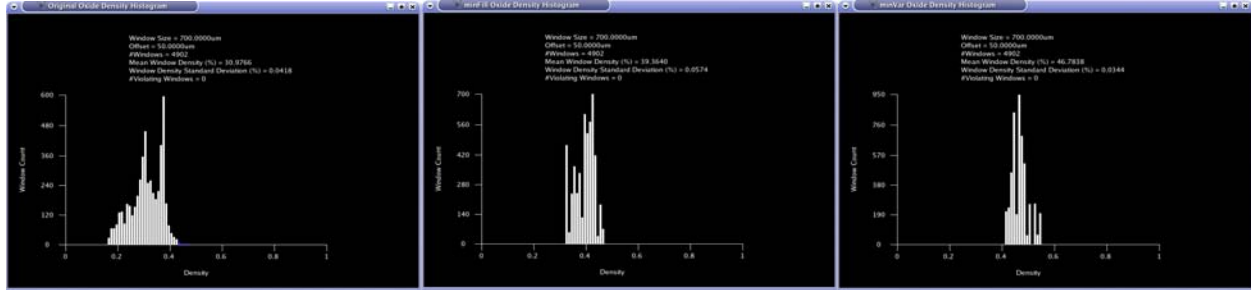 Original Oxide Density Histogram
Window Size = 700.0000um
Offset = 50.0000um
#Windows = 4902
Mean Window Density (%) = 30.9766
Window Density Standard Deviation (%) = 0.0418
#Violating Windows = 0
600
480
360
240
120
0
Window Count
0
0.2
0.4
0.6
0.8
1
Density
minFill Oxide Density Histogram
Window Size = 700.0000um
Offset = 50.0000um
#Windows = 4902
Mean Window Density (%) = 39.3640
Window Density Standard Deviation (%) = 0.0574
#Violating Windows = 0
700
560
420
280
140
0
Window Count
0
0.2
0.4
0.6
0.8
1
Density
minVar Oxide Density Histogram
Window Size = 700.0000um
Offset = 50.0000um
#Windows = 4902
Mean Window Density (%) = 46.7838
Window Density Standard Deviation (%) = 0.0344
#Violating Windows = 0
950
760
570
380
190
0
Window Count
0
0.2
0.4
0.6
0.8
1
Density